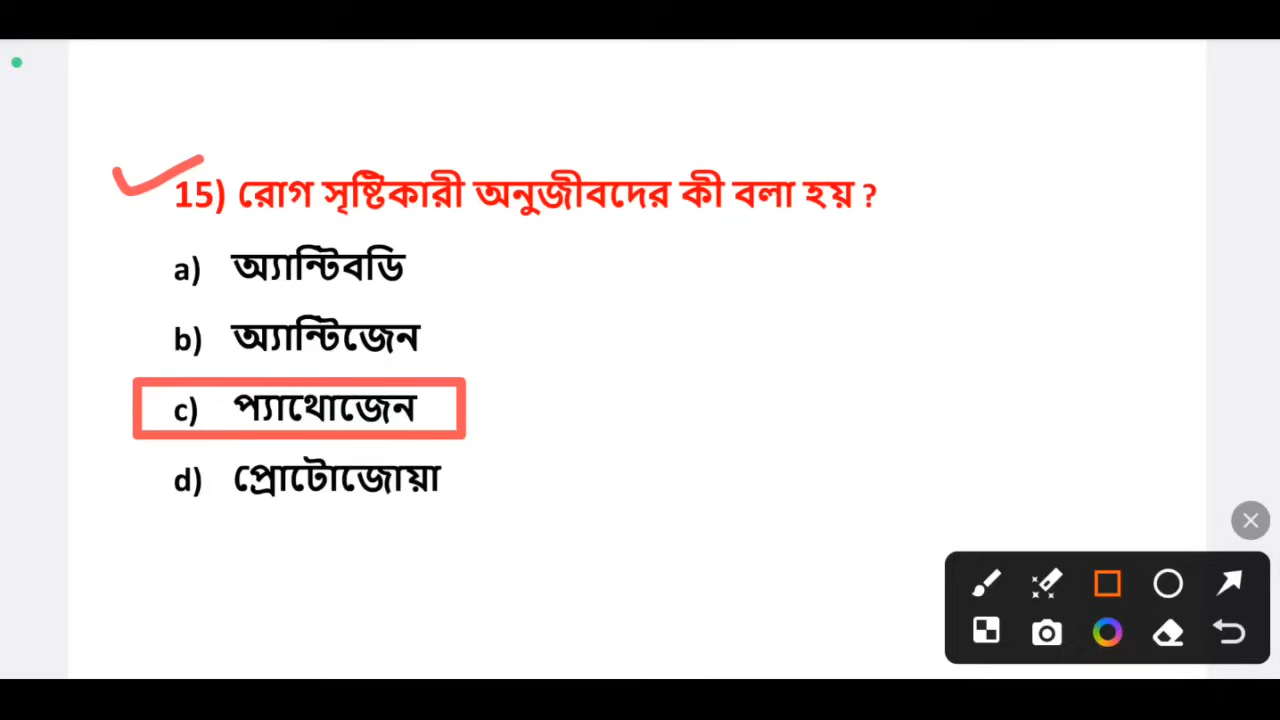 15) রোগ সৃষ্টিকারী অনুজীবদের কী বলা হয় ?
a) অ্যান্টিবডি
b) অ্যান্টিজেন
c) প্যাথোজেন
d) প্রোটোজোয়া